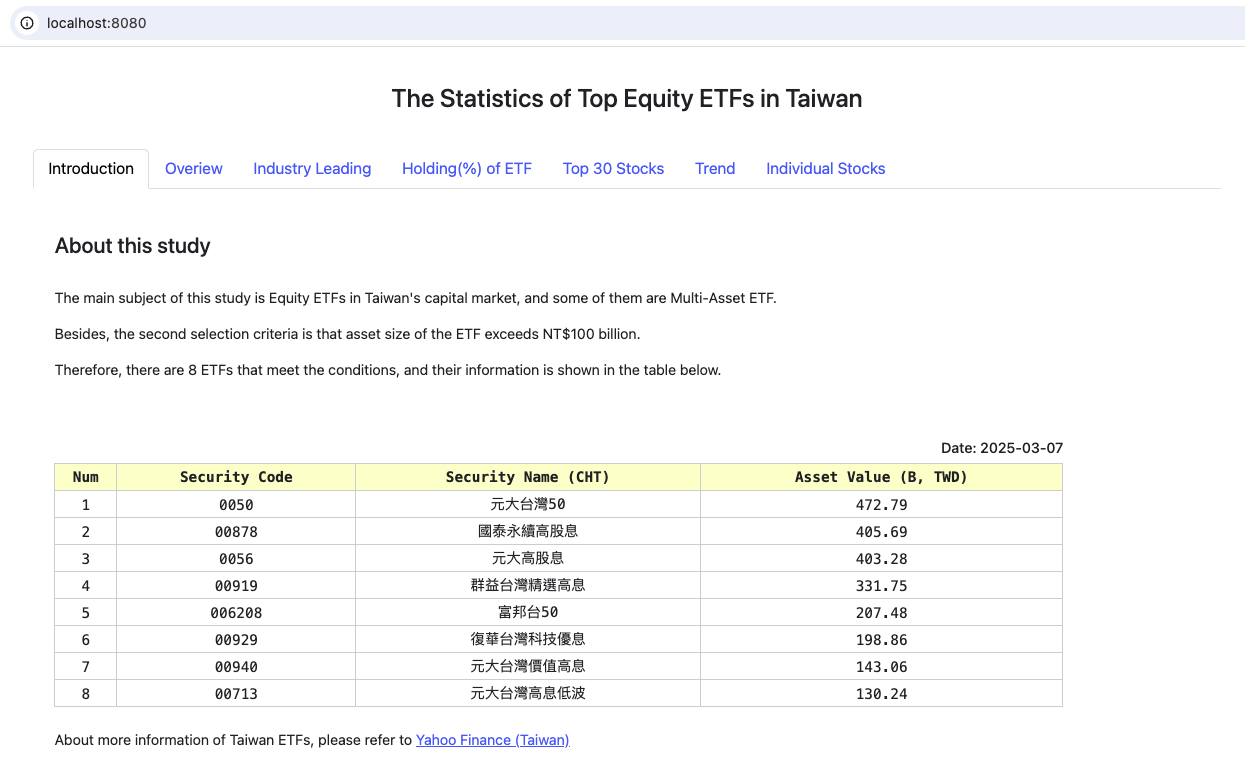 localhost:8080
The Statistics of Top Equity ETFs in Taiwan
Introduction Overiew Industry Leading Holding(%) of ETF Top 30 Stocks Trend Individual Stocks
About this study
The main subject of this study is Equity ETFs in Taiwan's capital market, and some of them are Multi-Asset ETF.
Besides, the second selection criteria is that asset size of the ETF exceeds NT$100 billion.
Therefore, there are 8 ETFs that meet the conditions, and their information is shown in the table below.
Date: 2025-03-07
Num Security Code Security Name (CHT) Asset Value (B, TWD)
1 0050 元大台灣50 472.79
2 00878 國泰永續高股息 405.69
3 0056 元大高股息 403.28
4 00919 群益台灣精選高息 331.75
5 006208 富邦台50 207.48
6 00929 復華台灣科技優息 198.86
7 00940 元大台灣價值高息 143.06
8 00713 元大台灣高息低波 130.24
About more information of Taiwan ETFs, please refer to Yahoo Finance (Taiwan)